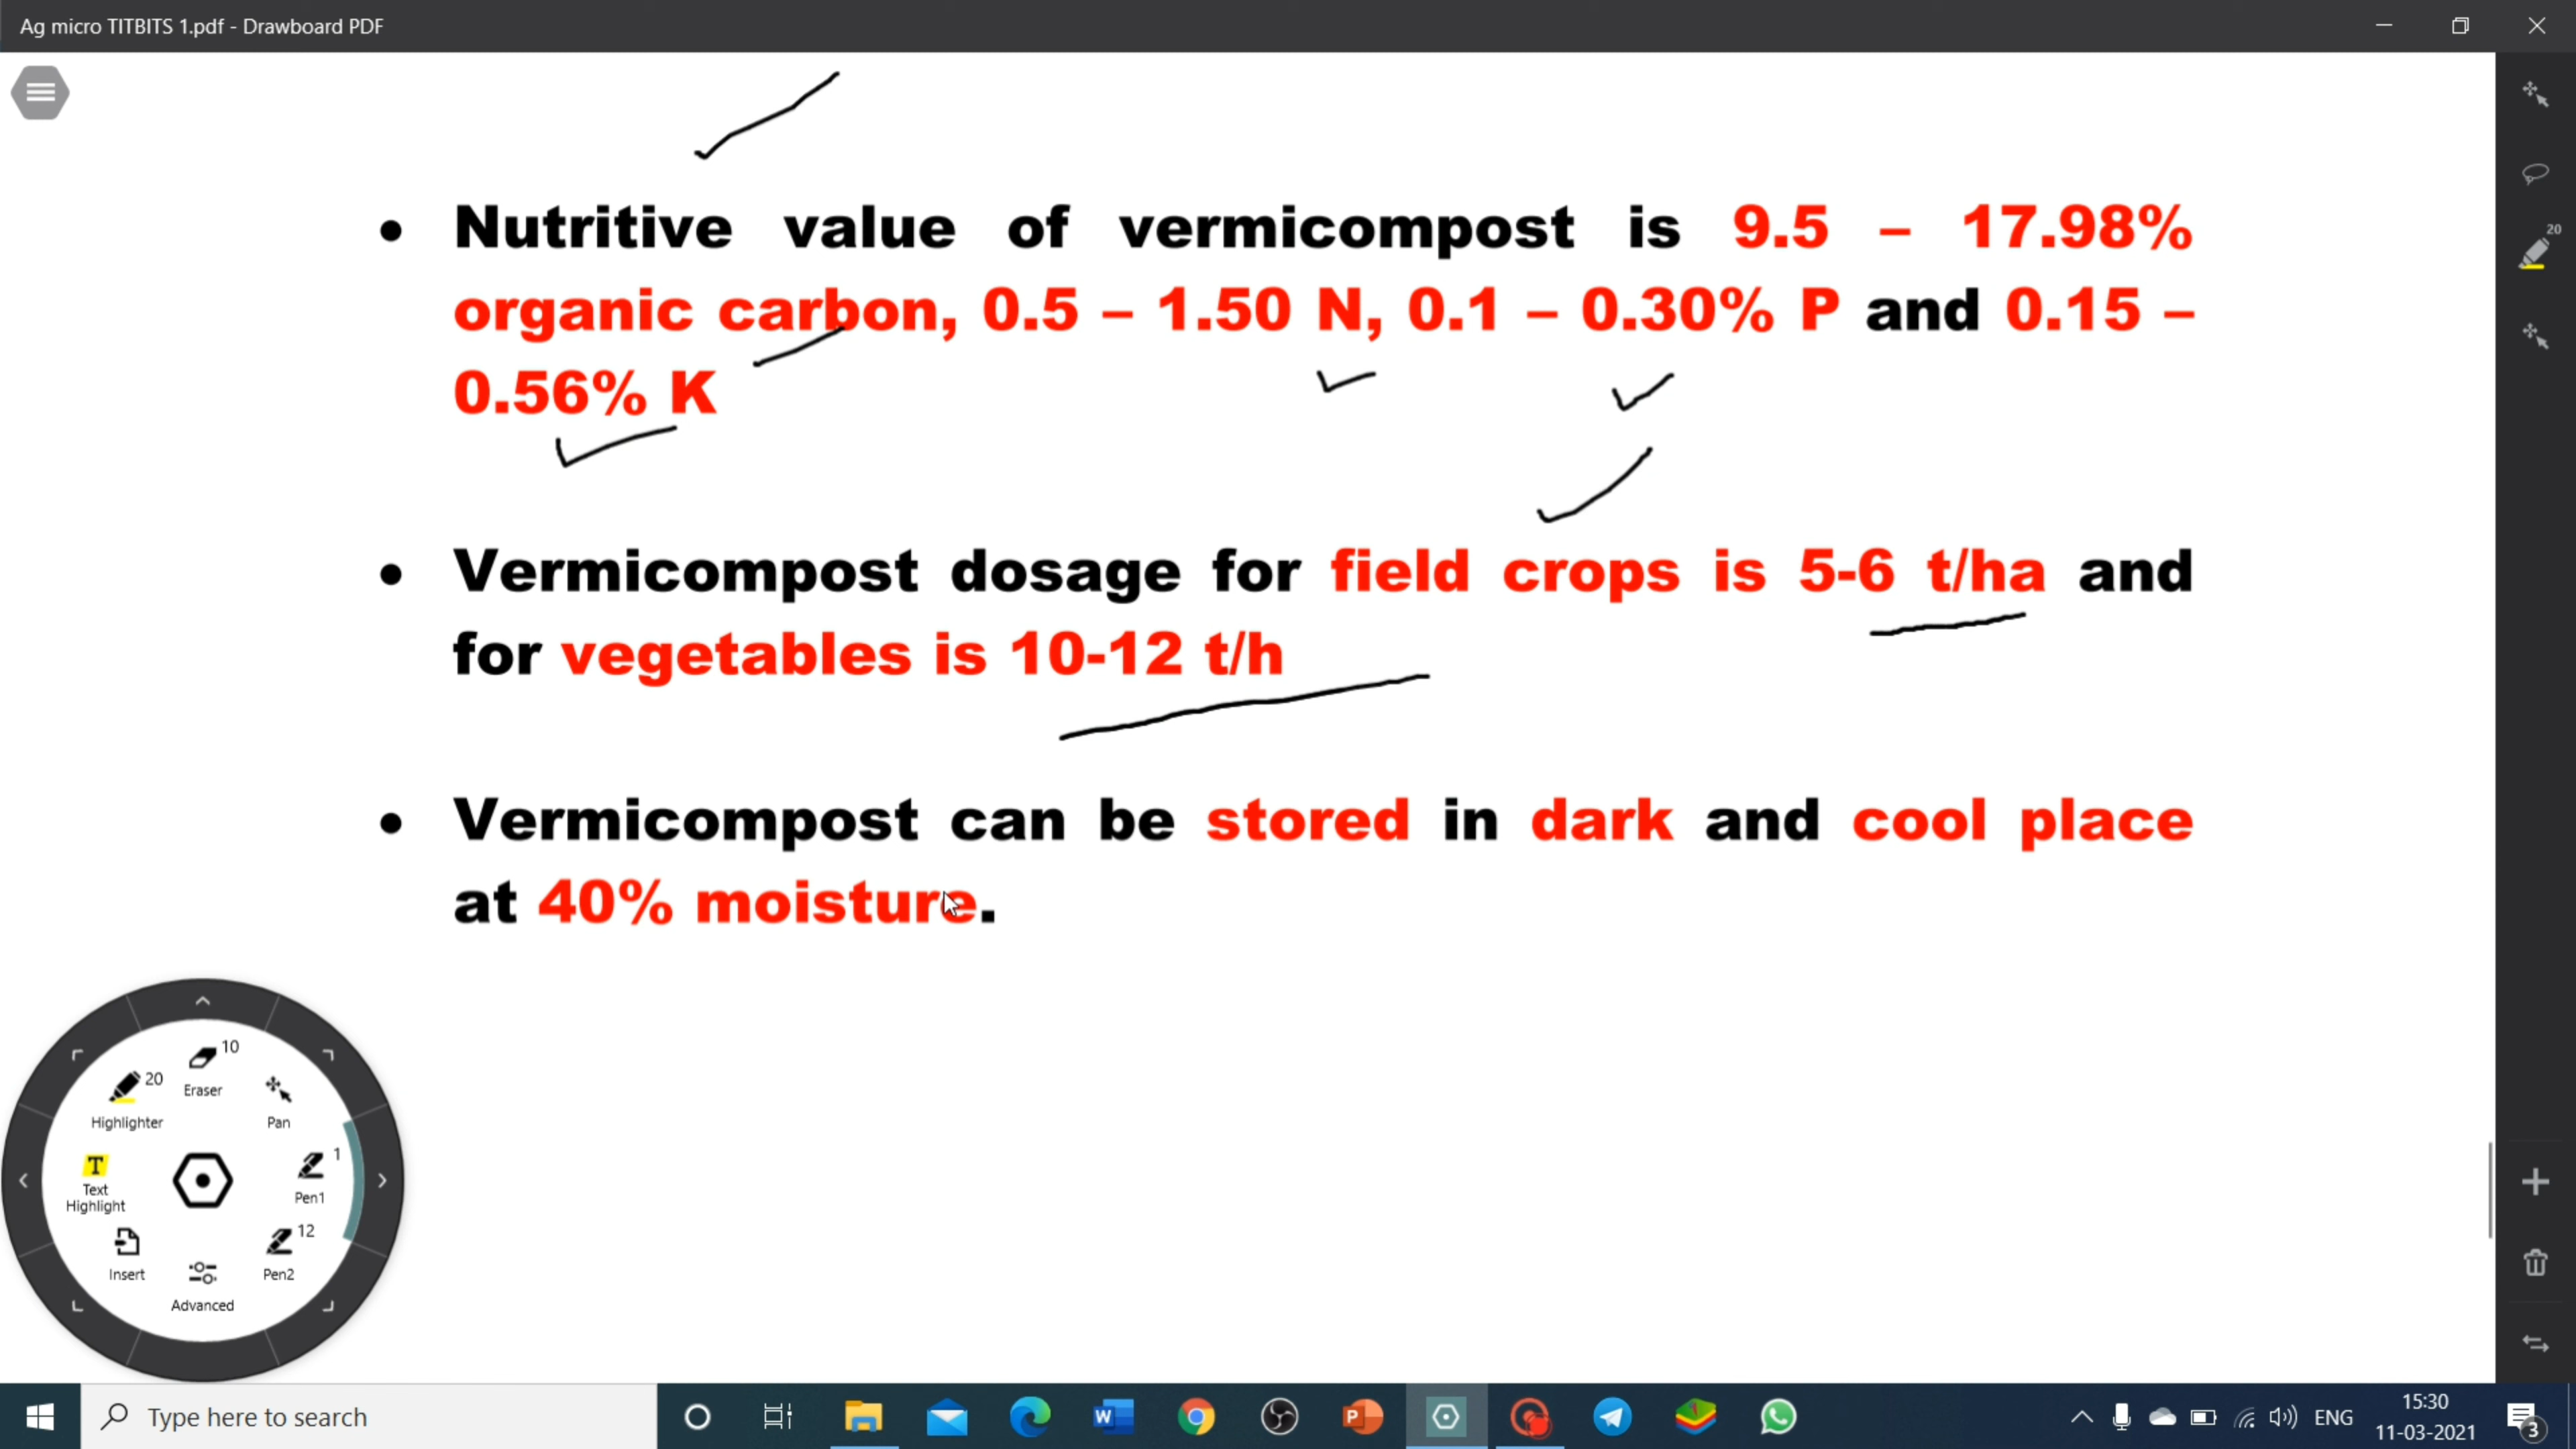 Ag micro TITBITS 1.pdf - Drawboard PDF
20
• Nutritive value of vermicompost is 9.5 – 17.98%
organic carbon, 0.5 – 1.50 N, 0.1 – 0.30% P and 0.15 –
0.56% K
• Vermicompost dosage for field crops is 5-6 t/ha and
for vegetables is 10-12 t/h
• Vermicompost can be stored in dark and cool place
at 40% moisture.
10
Eraser
20
Highlighter
Pan
T
Text
Highlight
1
Pen1
Insert
12
Pen2
Advanced
Type here to search
ENG
15:30
11-03-2021
3